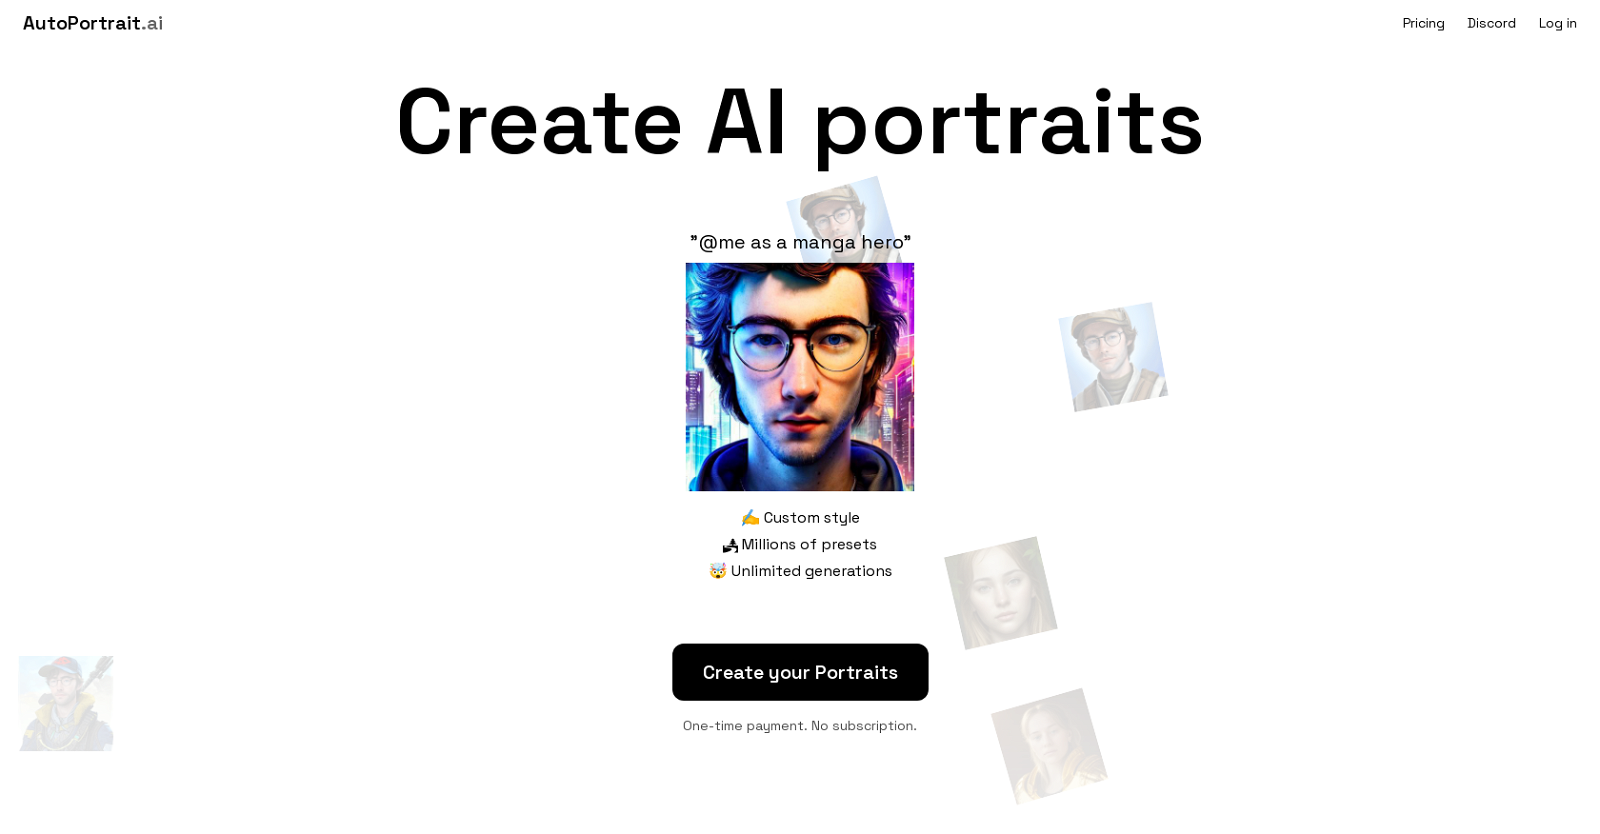 AutoPortrait.ai
Pricing
Discord
Log in
Create AI portraits
"@me as a manga hero"
✍️ Custom style
🏞 Millions of presets
🤯 Unlimited generations
Create your Portraits
One-time payment. No subscription.